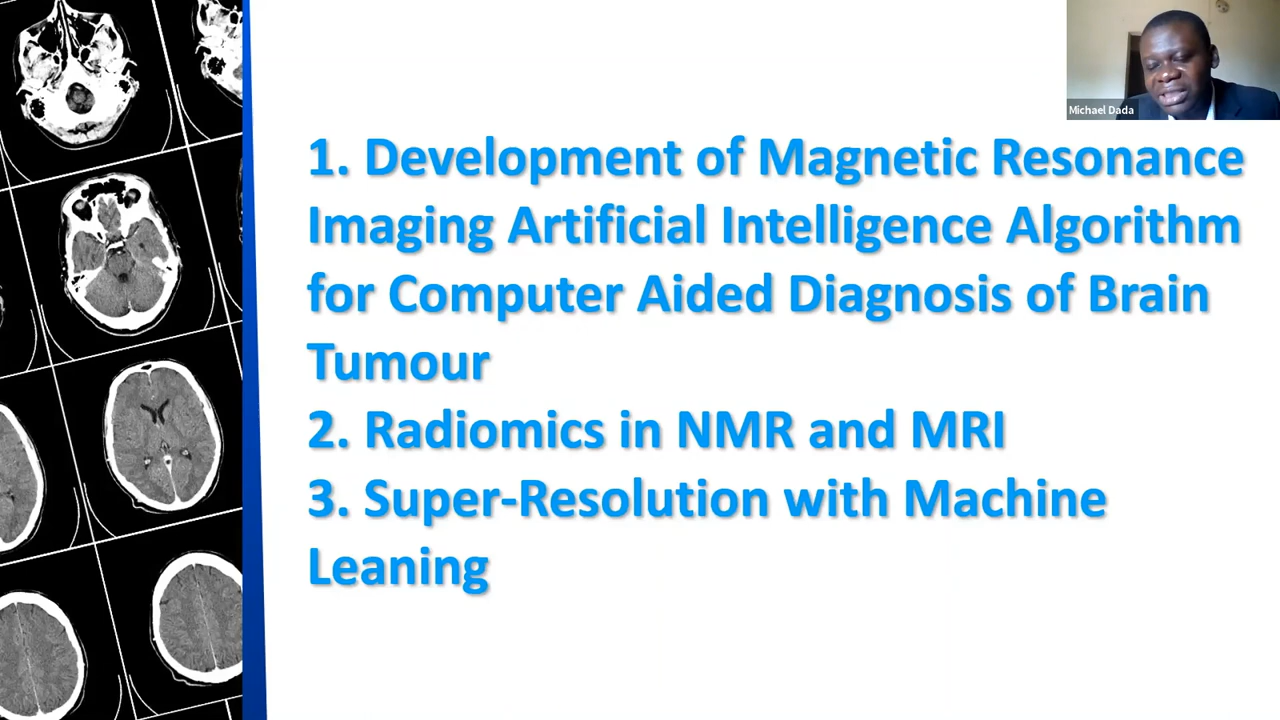 Michael Dada
1. Development of Magnetic Resonance
Imaging Artificial Intelligence Algorithm
for Computer Aided Diagnosis of Brain
Tumour
2. Radiomics in NMR and MRI
3. Super-Resolution with Machine
Leaning